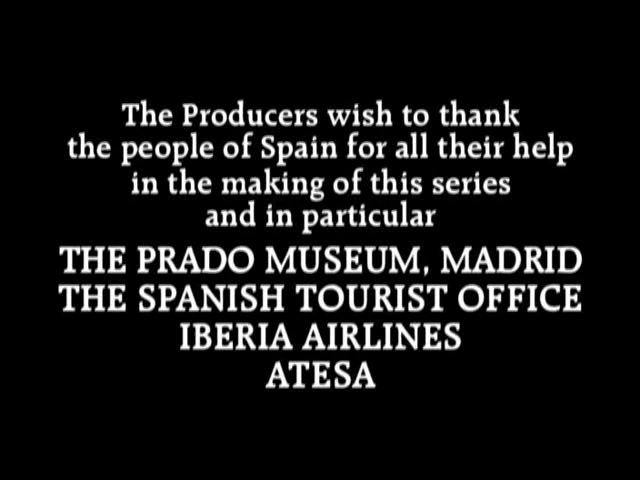 The Producers wish to thank
the people of Spain for all their help
in the making of this series
and in particular
THE PRADO MUSEUM, MADRID
THE SPANISH TOURIST OFFICE
IBERIA AIRLINES
ATESA